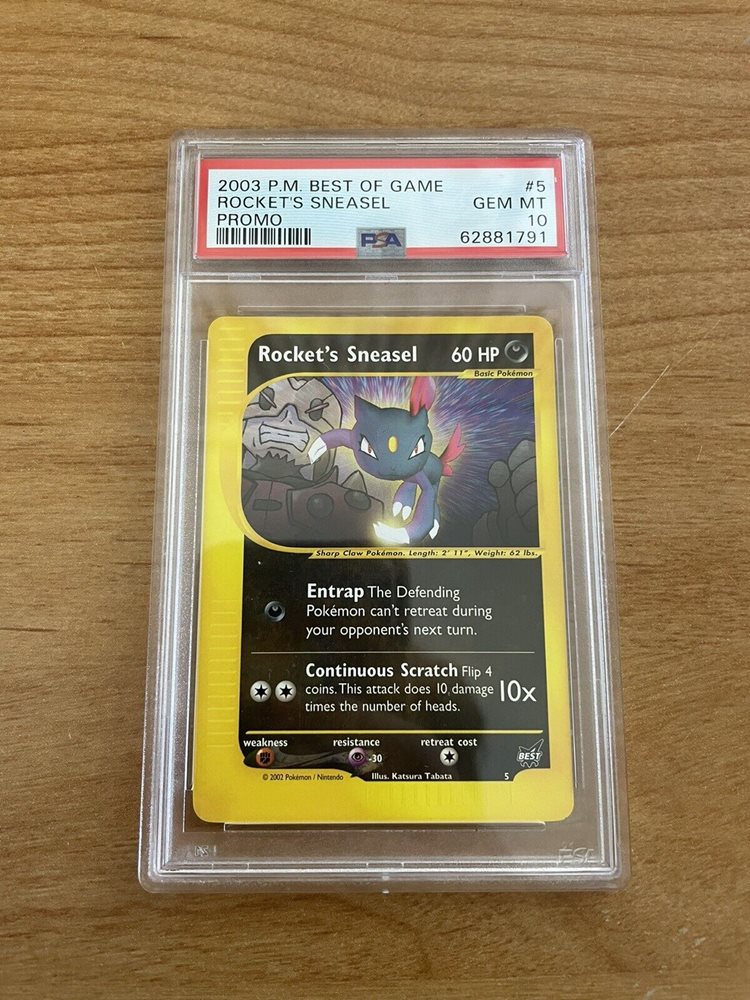 2003 P.M. BEST OF GAME #5
ROCKET'S SNEASEL GEM MT
PROMO 10
PSA 62881791
Rocket's Sneasel 60 HP
Basic Pokémon
Sharp Claw Pokémon. Length: 2' 11", Weight: 62 lbs.
Entrap The Defending
Pokémon can't retreat during
your opponent's next turn.
Continuous Scratch Flip 4
coins. This attack does 10 damage 10x
times the number of heads.
weakness resistance retreat cost
-30
BEST
© 2002 Pokémon / Nintendo Illus. Katsura Tabata 5
PSA